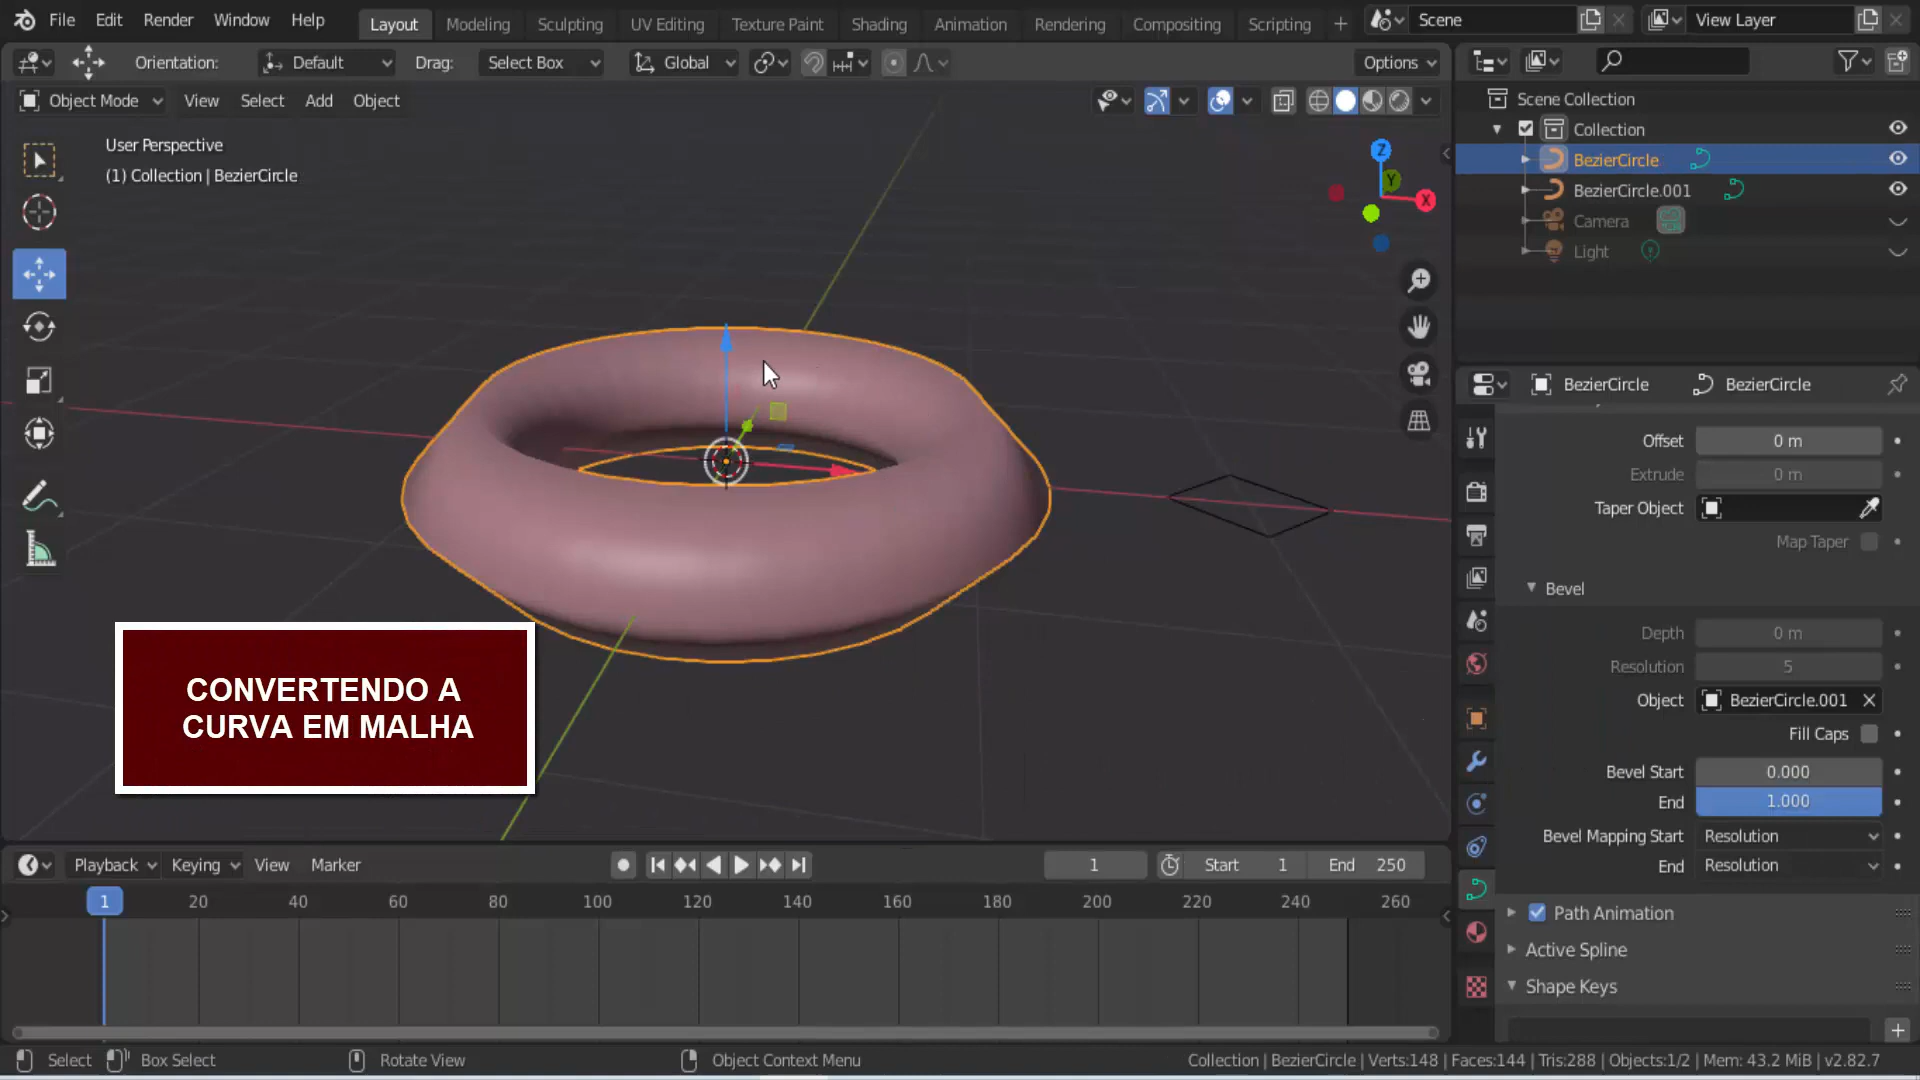 File Edit Render Window Help Layout Modeling Sculpting UV Editing Texture Paint Shading Animation Rendering Compositing Scripting + Scene View Layer
Orientation: Default Drag: Select Box Global Options
Object Mode View Select Add Object
User Perspective
(1) Collection | BezierCircle
Z
Y
X
CONVERTENDO A
CURVA EM MALHA
Scene Collection
Collection
BezierCircle
BezierCircle.001
Camera
Light
BezierCircle BezierCircle
Offset 0 m
Extrude 0 m
Taper Object
Map Taper
Bevel
Depth 0 m
Resolution 5
Object BezierCircle.001
Fill Caps
Bevel Start 0.000
End 1.000
Bevel Mapping Start Resolution
End Resolution
Path Animation
Active Spline
Shape Keys
Playback Keying View Marker 1 Start 1 End 250
1 20 40 60 80 100 120 140 160 180 200 220 240 260
Select Box Select Rotate View Object Context Menu Collection | BezierCircle | Verts:148 | Faces:144 | Tris:288 | Objects:1/2 | Mem: 43.2 MiB | v2.82.7